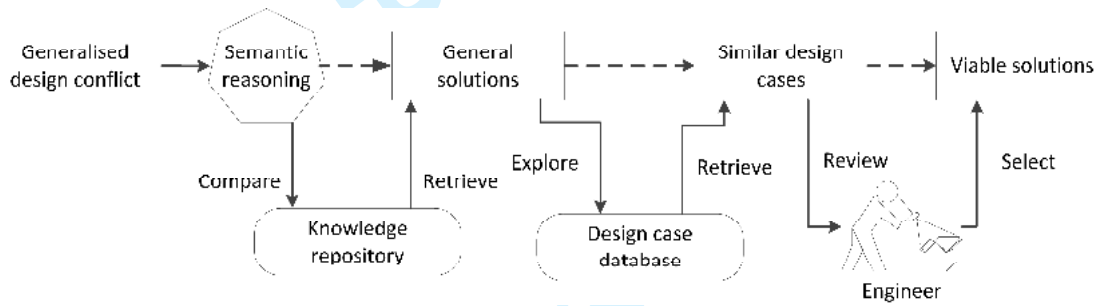 Generalised
design conflict
Semantic
reasoning
General
solutions
Similar design
cases
Viable solutions
Compare
Retrieve
Explore
Retrieve
Review
Select
Knowledge
repository
Design case
database
Engineer